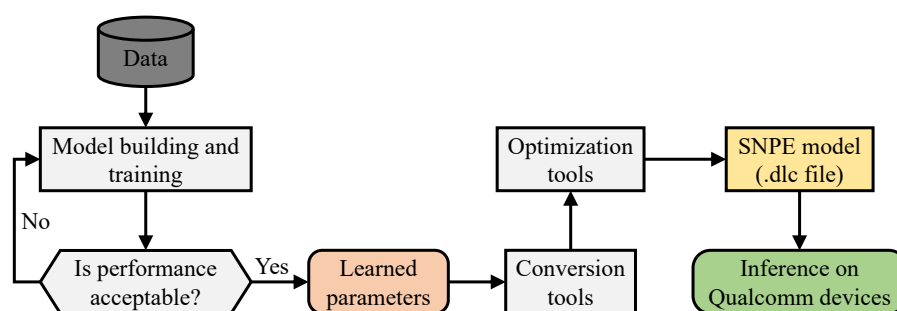 Data
Model building and
training
No
Is performance
acceptable?
Yes
Learned
parameters
Conversion
tools
Optimization
tools
SNPE model
(.dlc file)
Inference on
Qualcomm devices